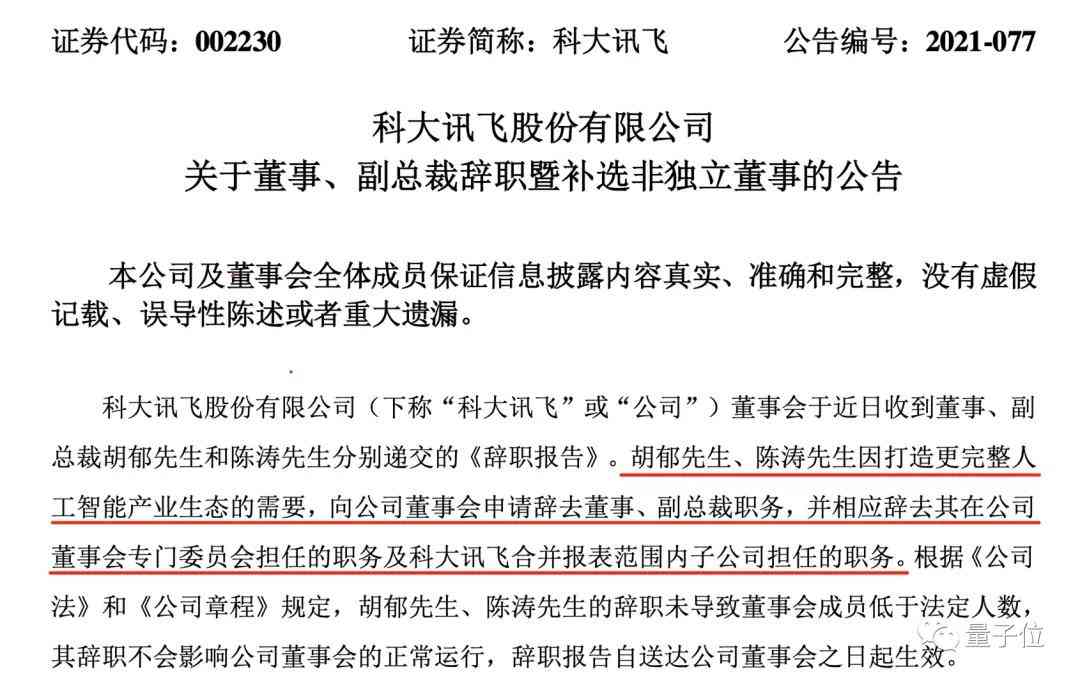 证券代码：002230 证券简称：科大讯飞 公告编号：2021-077
科大讯飞股份有限公司
关于董事、副总裁辞职暨补选非独立董事的公告
本公司及董事会全体成员保证信息披露内容真实、准确和完整，没有虚假
记载、误导性陈述或者重大遗漏。
科大讯飞股份有限公司（下称“科大讯飞”或“公司”）董事会于近日收到董事、副
总裁胡郁先生和陈涛先生分别递交的《辞职报告》。胡郁先生、陈涛先生因打造更完整人
工智能产业生态的需要，向公司董事会申请辞去董事、副总裁职务，并相应辞去其在公司
董事会专门委员会担任的职务及科大讯飞合并报表范围内子公司担任的职务。根据《公司
法》和《公司章程》规定，胡郁先生、陈涛先生的辞职未导致董事会成员低于法定人数，
其辞职不会影响公司董事会的正常运行，辞职报告自送达公司董事会之日起生效。
量子位